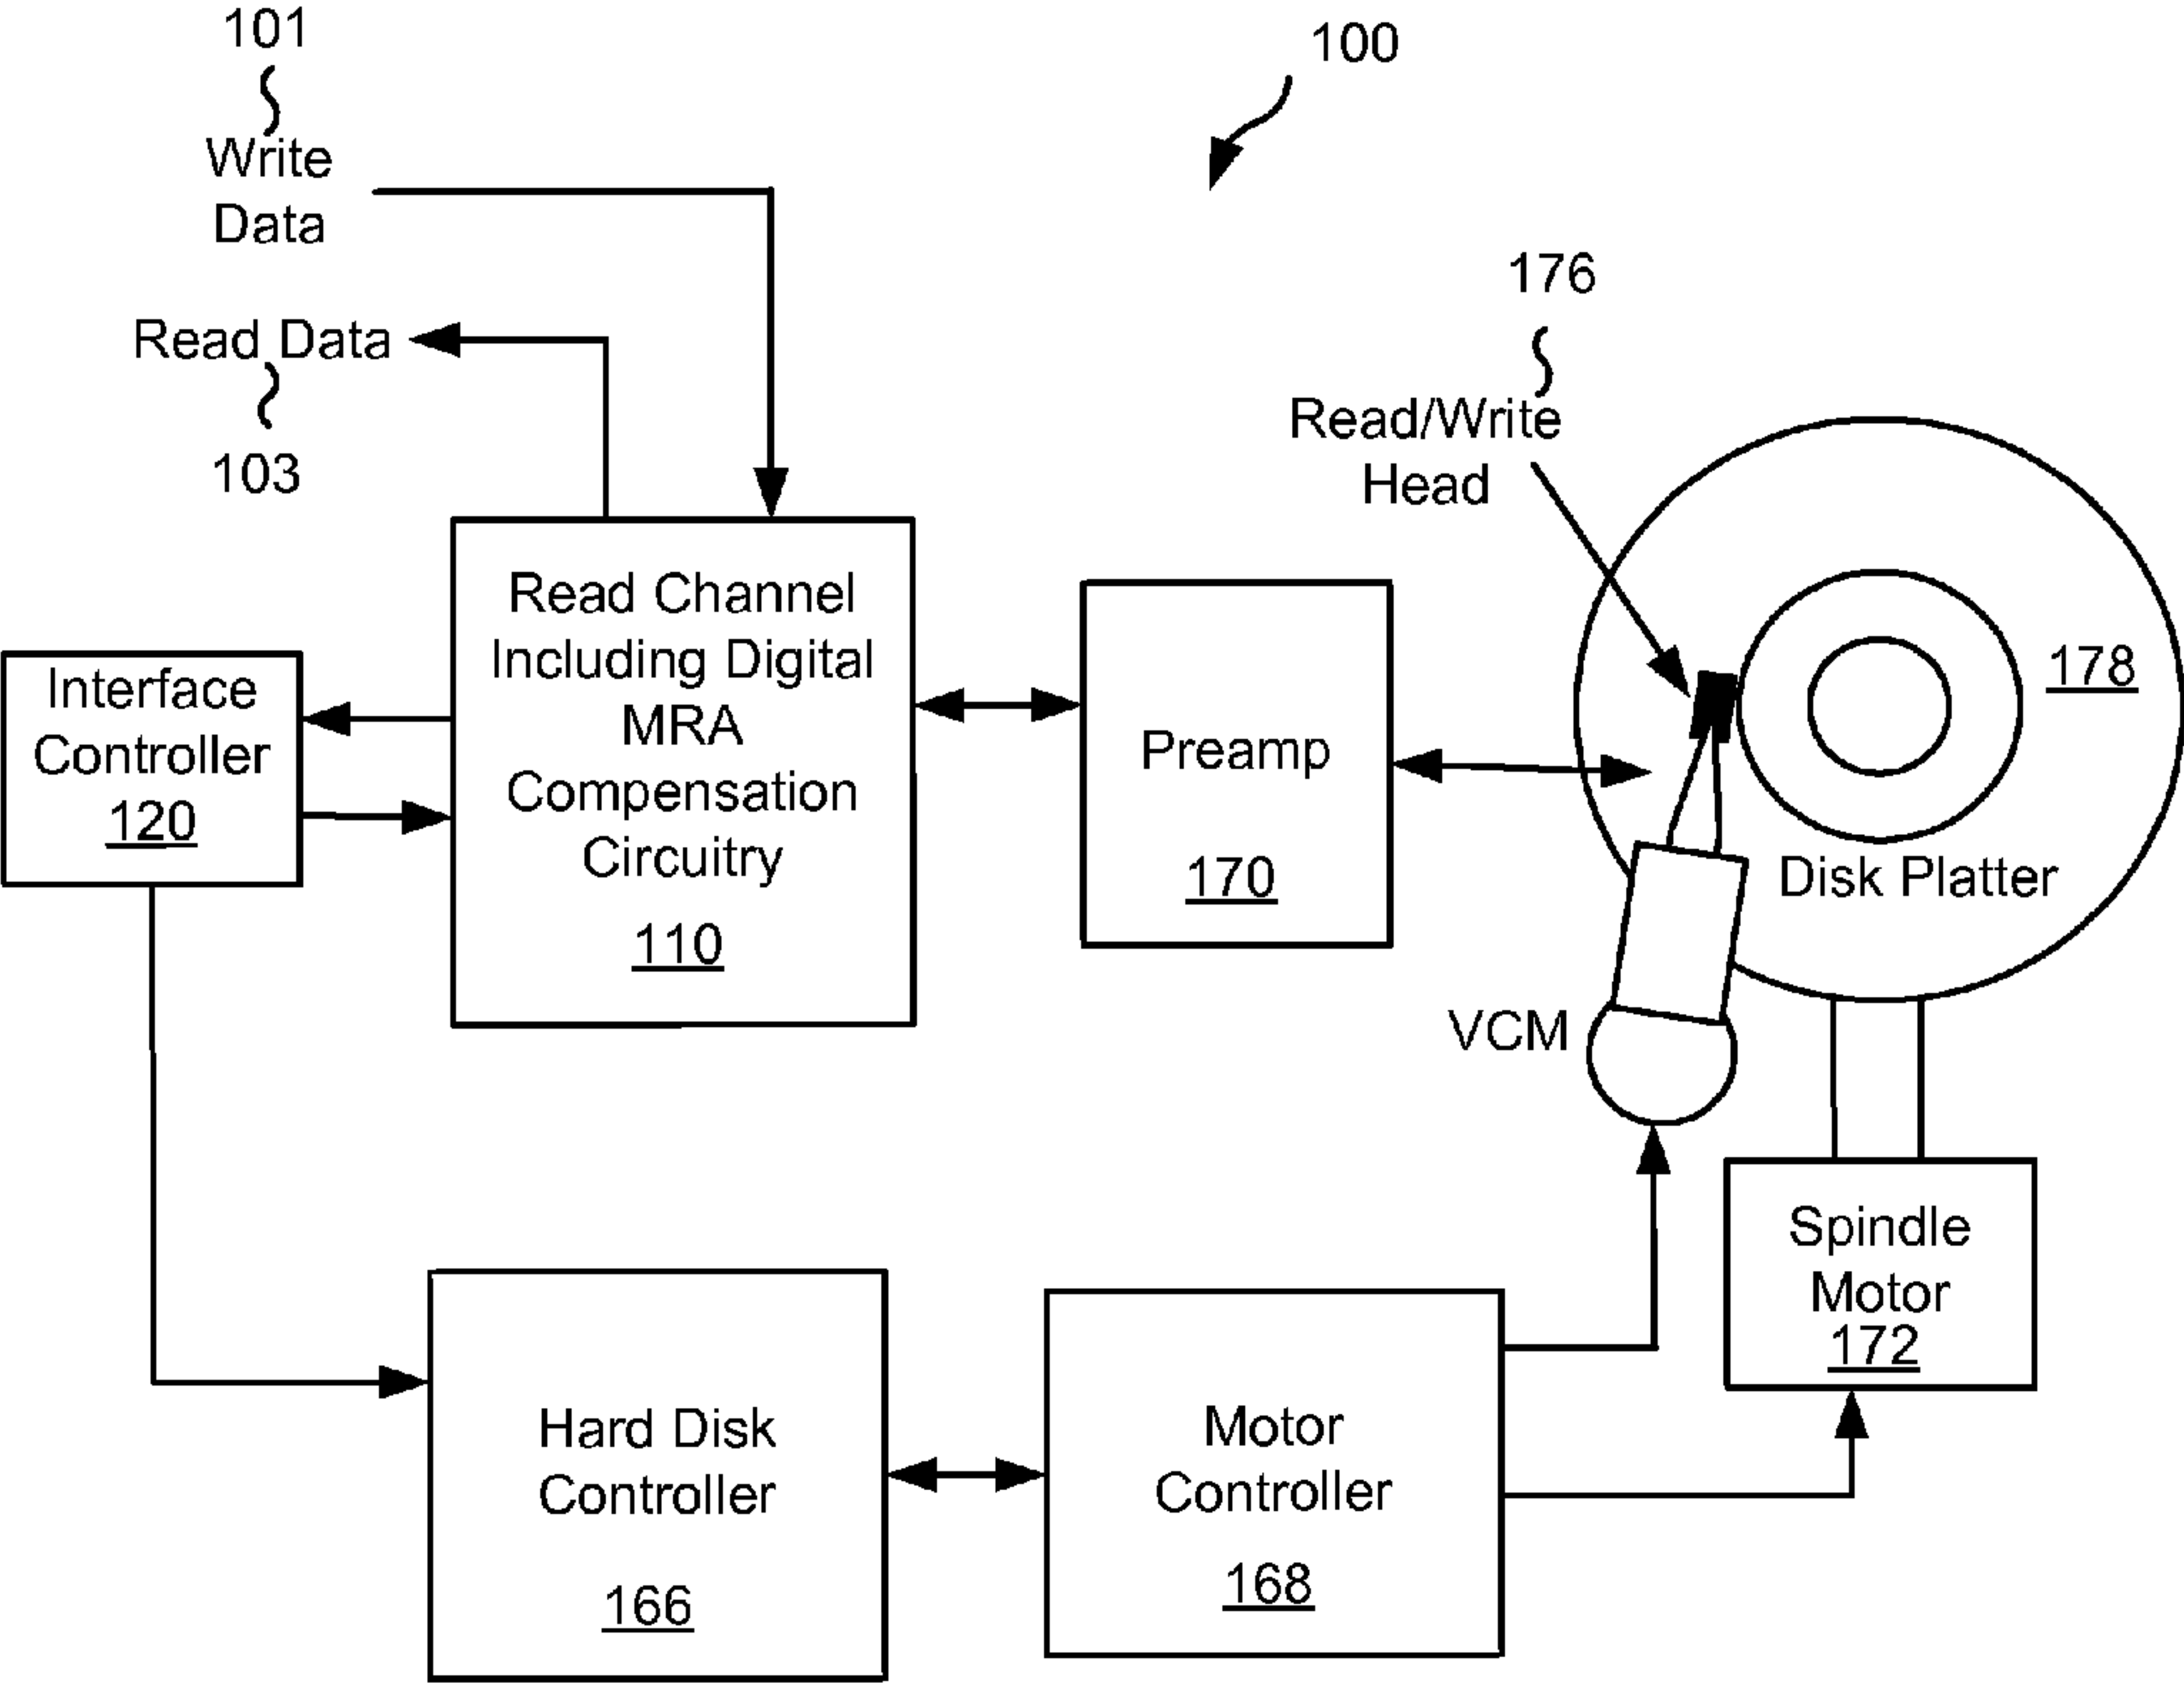 101
100
Write
Data
176
Read Data
Read/Write
Head
103
Read Channel
Including Digital
MRA
Compensation
Circuitry
110
Interface
Controller
120
Preamp
170
178
Disk Platter
VCM
Spindle
Motor
172
Hard Disk
Controller
166
Motor
Controller
168